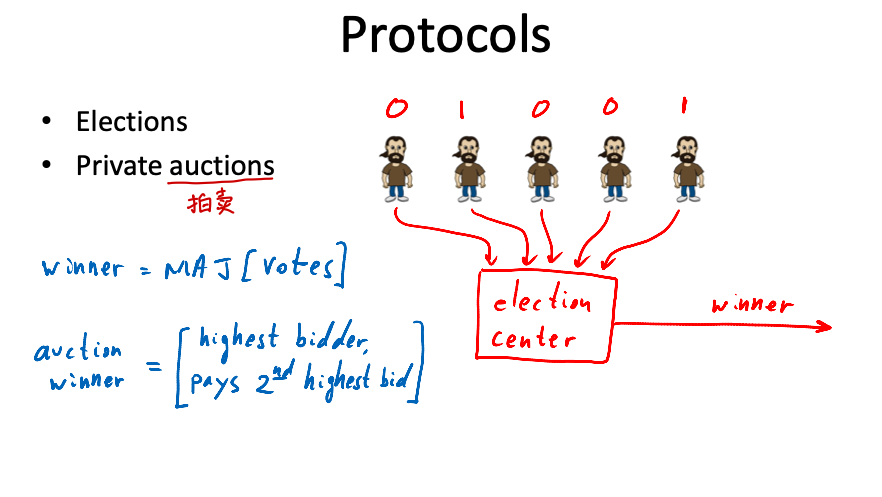 Protocols
• Elections
• Private auctions
拍卖
0 1 0 0 1
winner = MAJ [votes]
auction winner = [highest bidder, pays 2nd highest bid]
election
center
winner